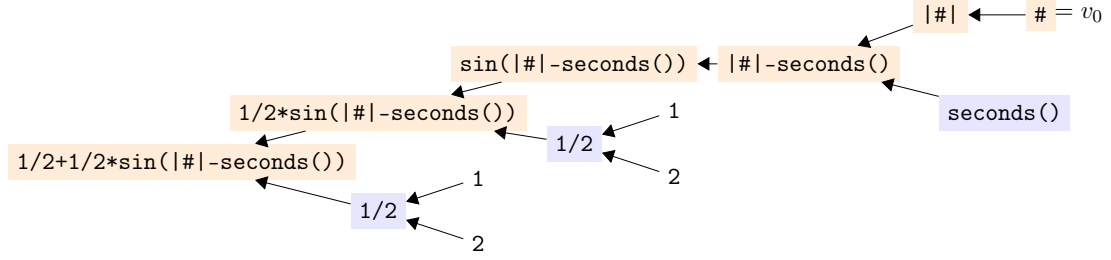 |#| # = v₀
sin(|#|-seconds()) |#|-seconds()
1/2*sin(|#|-seconds()) 1 seconds()
1/2
1/2+1/2*sin(|#|-seconds())
1 2
1/2
2